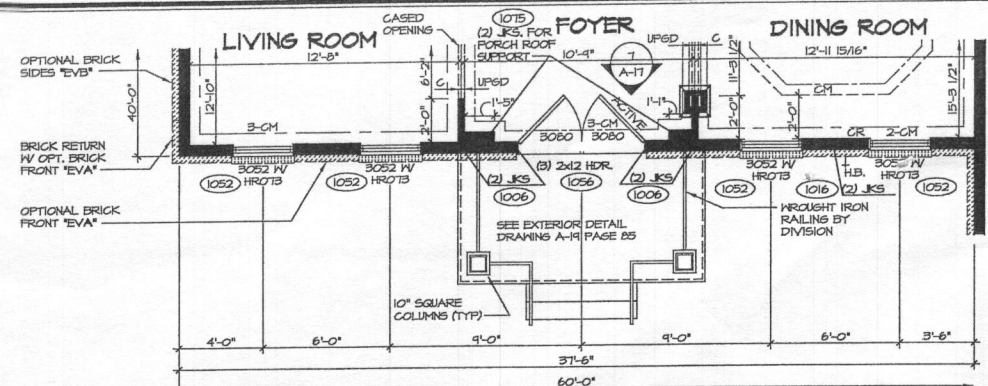 CASED
OPENING
1075
(2) JKS. FOR
PORCH ROOF
SUPPORT
LIVING ROOM
FOYER
DINING ROOM
12'-8"
10'-9"
12'-11 15/16"
UPGD
C
7
A-17
OPTIONAL BRICK
SIDES "EVB"
40'-0"
12'-10"
6'-2"
C
UPGD
11'-3 1/2"
15'-3 1/2"
CM
1'-5"
ACTIVE
1'-1"
2'-0"
2'-0"
2'-0"
3-CM
3-CM
3080
3080
CR
2-CM
BRICK RETURN
W/ OPT. BRICK
FRONT "EVA"
3052 W/
HROT3
3052 W/
HROT3
(3) 2x12 HDR.
3052 W/
HROT3
H.B.
HROT3
1052
1052
(2) JKS
1006
1056
(2) JKS
1006
1052
1016
(2) JKS
1052
OPTIONAL BRICK
FRONT "EVA"
WROUGHT IRON
RAILING BY
DIVISION
SEE EXTERIOR DETAIL
DRAWING A-19 PAGE 85
10" SQUARE
COLUMNS (TYP)
4'-0"
6'-0"
9'-0"
9'-0"
6'-0"
3'-6"
37'-6"
60'-0"